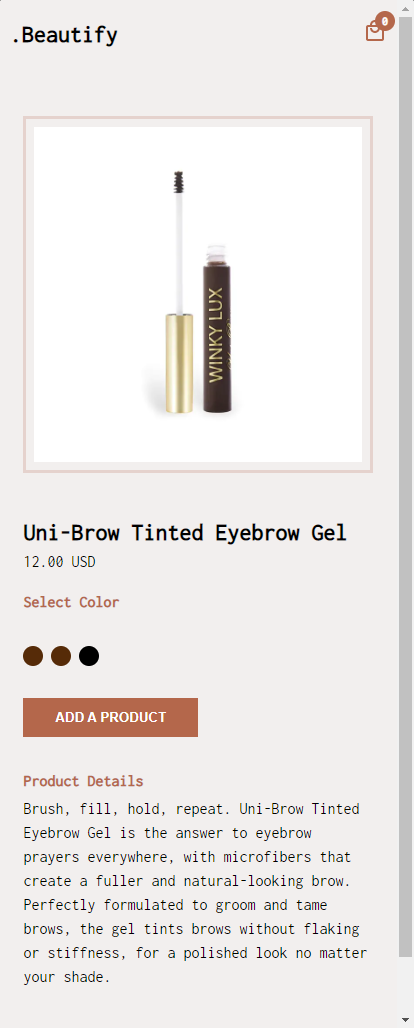 .Beautify
0
WINKY LUX
Uni-Brow Tinted Eyebrow Gel
12.00 USD
Select Color
ADD A PRODUCT
Product Details
Brush, fill, hold, repeat. Uni-Brow Tinted
Eyebrow Gel is the answer to eyebrow
prayers everywhere, with microfibers that
create a fuller and natural-looking brow.
Perfectly formulated to groom and tame
brows, the gel tints brows without flaking
or stiffness, for a polished look no matter
your shade.